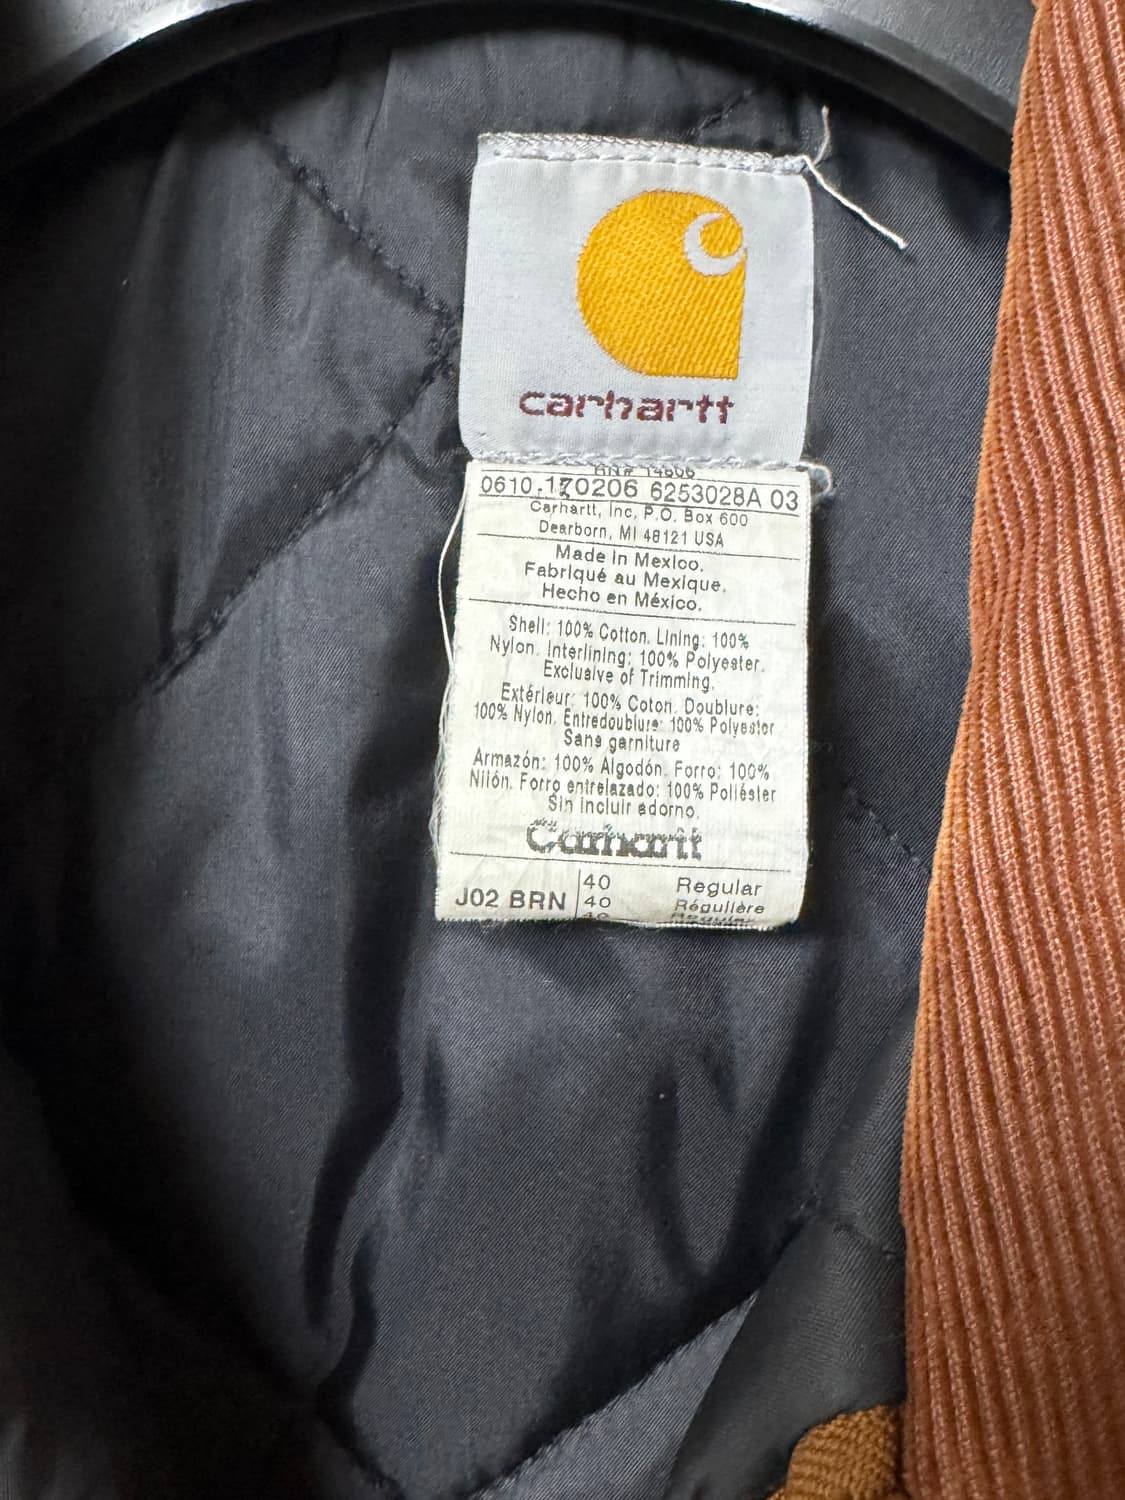 carhartt
RN# 14806
0610.170206 6253028A 03
Carhartt, Inc, P.O. Box 600
Dearborn, MI 48121 USA
Made in Mexico.
Fabriqué au Mexique.
Hecho en México.
Shell: 100% Cotton. Lining: 100%
Nylon. Interlining: 100% Polyester.
Exclusive of Trimming.
Extérieur: 100% Coton. Doublure:
100% Nylon. Entredoublure: 100% Polyestor
Sans garniture
Armazón: 100% Algodón. Forro: 100%
Nilón. Forro entrelazado: 100% Poliéster
Sin incluir adorno.
Carhartt
J02 BRN
40 Regular
40 Régulière
40 Regular